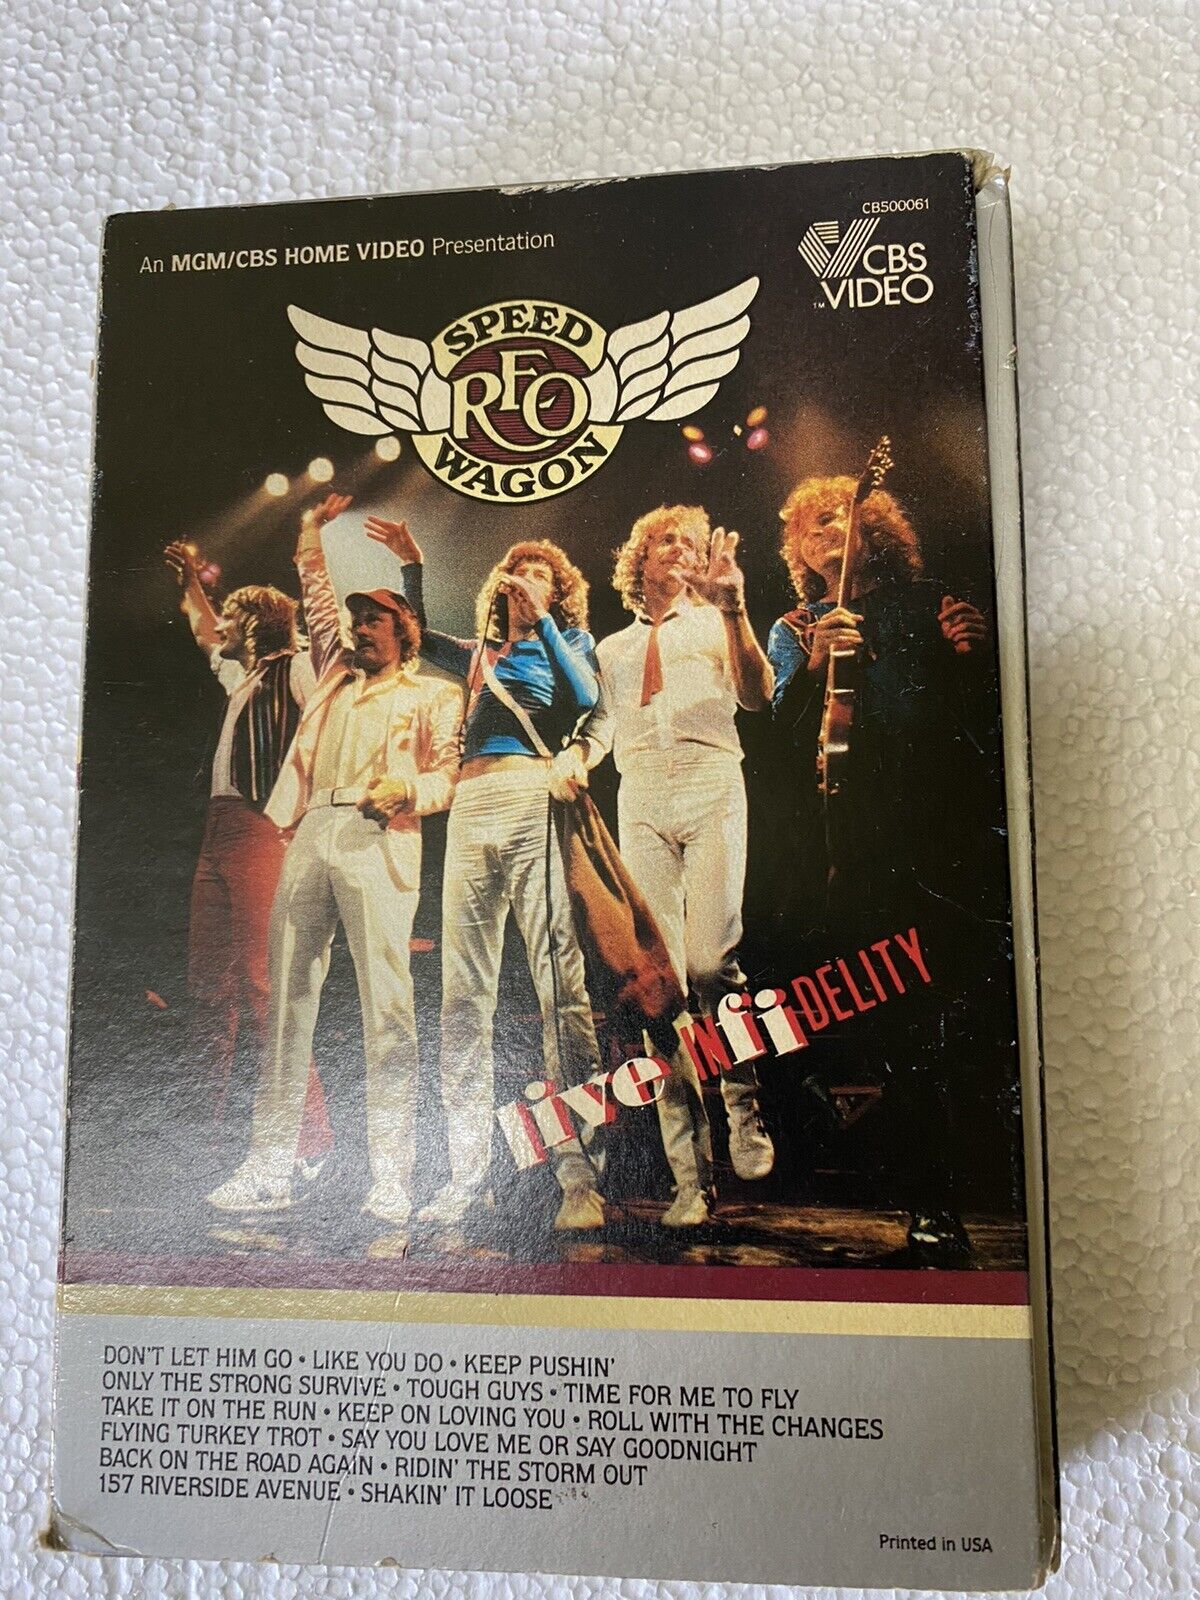 CB500061
An MGM/CBS HOME VIDEO Presentation
CBS
™VIDEO
SPEED
REO
WAGON
live INfiDELITY
DON'T LET HIM GO • LIKE YOU DO • KEEP PUSHIN'
ONLY THE STRONG SURVIVE • TOUGH GUYS • TIME FOR ME TO FLY
TAKE IT ON THE RUN • KEEP ON LOVING YOU • ROLL WITH THE CHANGES
FLYING TURKEY TROT • SAY YOU LOVE ME OR SAY GOODNIGHT
BACK ON THE ROAD AGAIN • RIDIN' THE STORM OUT
157 RIVERSIDE AVENUE • SHAKIN' IT LOOSE
Printed in USA